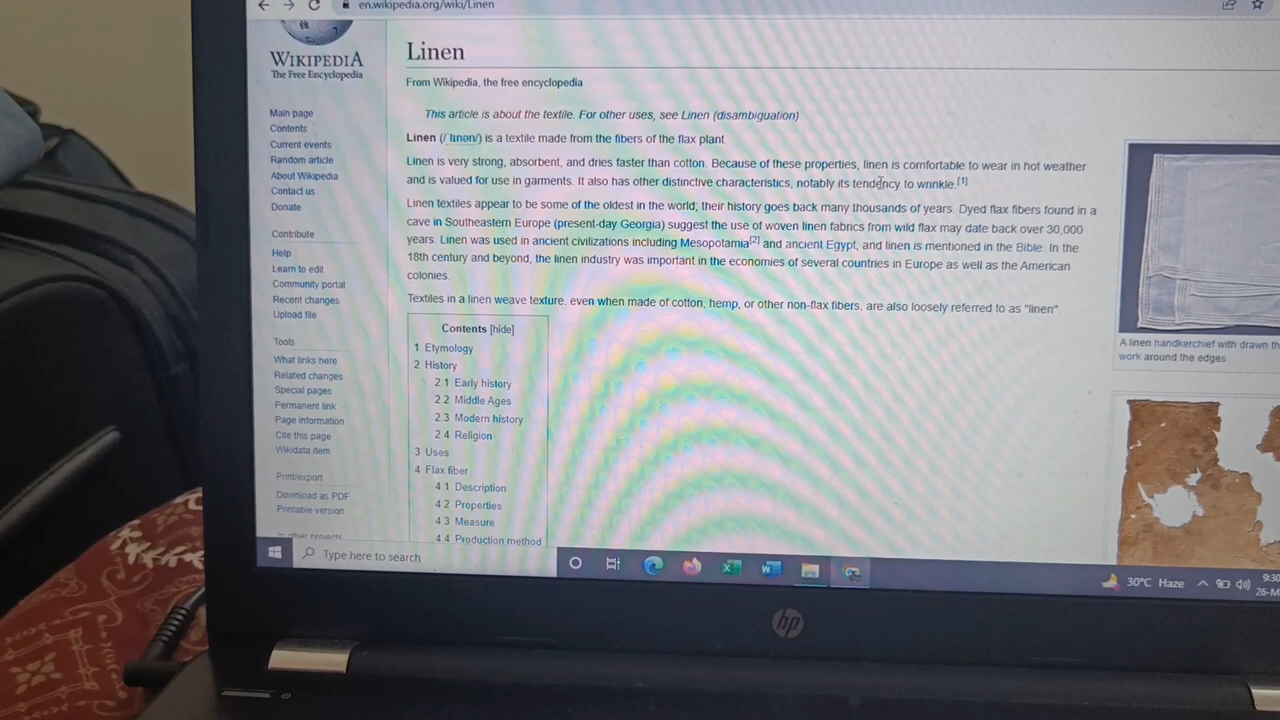 en.wikipedia.org/wiki/Linen
WIKIPEDIA
The Free Encyclopedia
Main page
Contents
Current events
Random article
About Wikipedia
Contact us
Donate
Contribute
Help
Learn to edit
Community portal
Recent changes
Upload file
Tools
What links here
Related changes
Special pages
Permanent link
Page information
Cite this page
Wikidata item
Print/export
Download as PDF
Printable version
In other projects
Linen
From Wikipedia, the free encyclopedia
This article is about the textile. For other uses, see Linen (disambiguation)
Linen (/ˈlɪnən/) is a textile made from the fibers of the flax plant.
Linen is very strong, absorbent, and dries faster than cotton. Because of these properties, linen is comfortable to wear in hot weather
and is valued for use in garments. It also has other distinctive characteristics, notably its tendency to wrinkle.[1]
Linen textiles appear to be some of the oldest in the world; their history goes back many thousands of years. Dyed flax fibers found in a
cave in Southeastern Europe (present-day Georgia) suggest the use of woven linen fabrics from wild flax may date back over 30,000
years. Linen was used in ancient civilizations including Mesopotamia[2] and ancient Egypt, and linen is mentioned in the Bible. In the
18th century and beyond, the linen industry was important in the economies of several countries in Europe as well as the American
colonies.
Textiles in a linen weave texture, even when made of cotton, hemp, or other non-flax fibers, are also loosely referred to as "linen".
Contents [hide]
1 Etymology
2 History
2.1 Early history
2.2 Middle Ages
2.3 Modern history
2.4 Religion
3 Uses
4 Flax fiber
4.1 Description
4.2 Properties
4.3 Measure
4.4 Production method
A linen handkerchief with drawn th
work around the edges
Type here to search
30°C Haze
9:30
26-M
hp